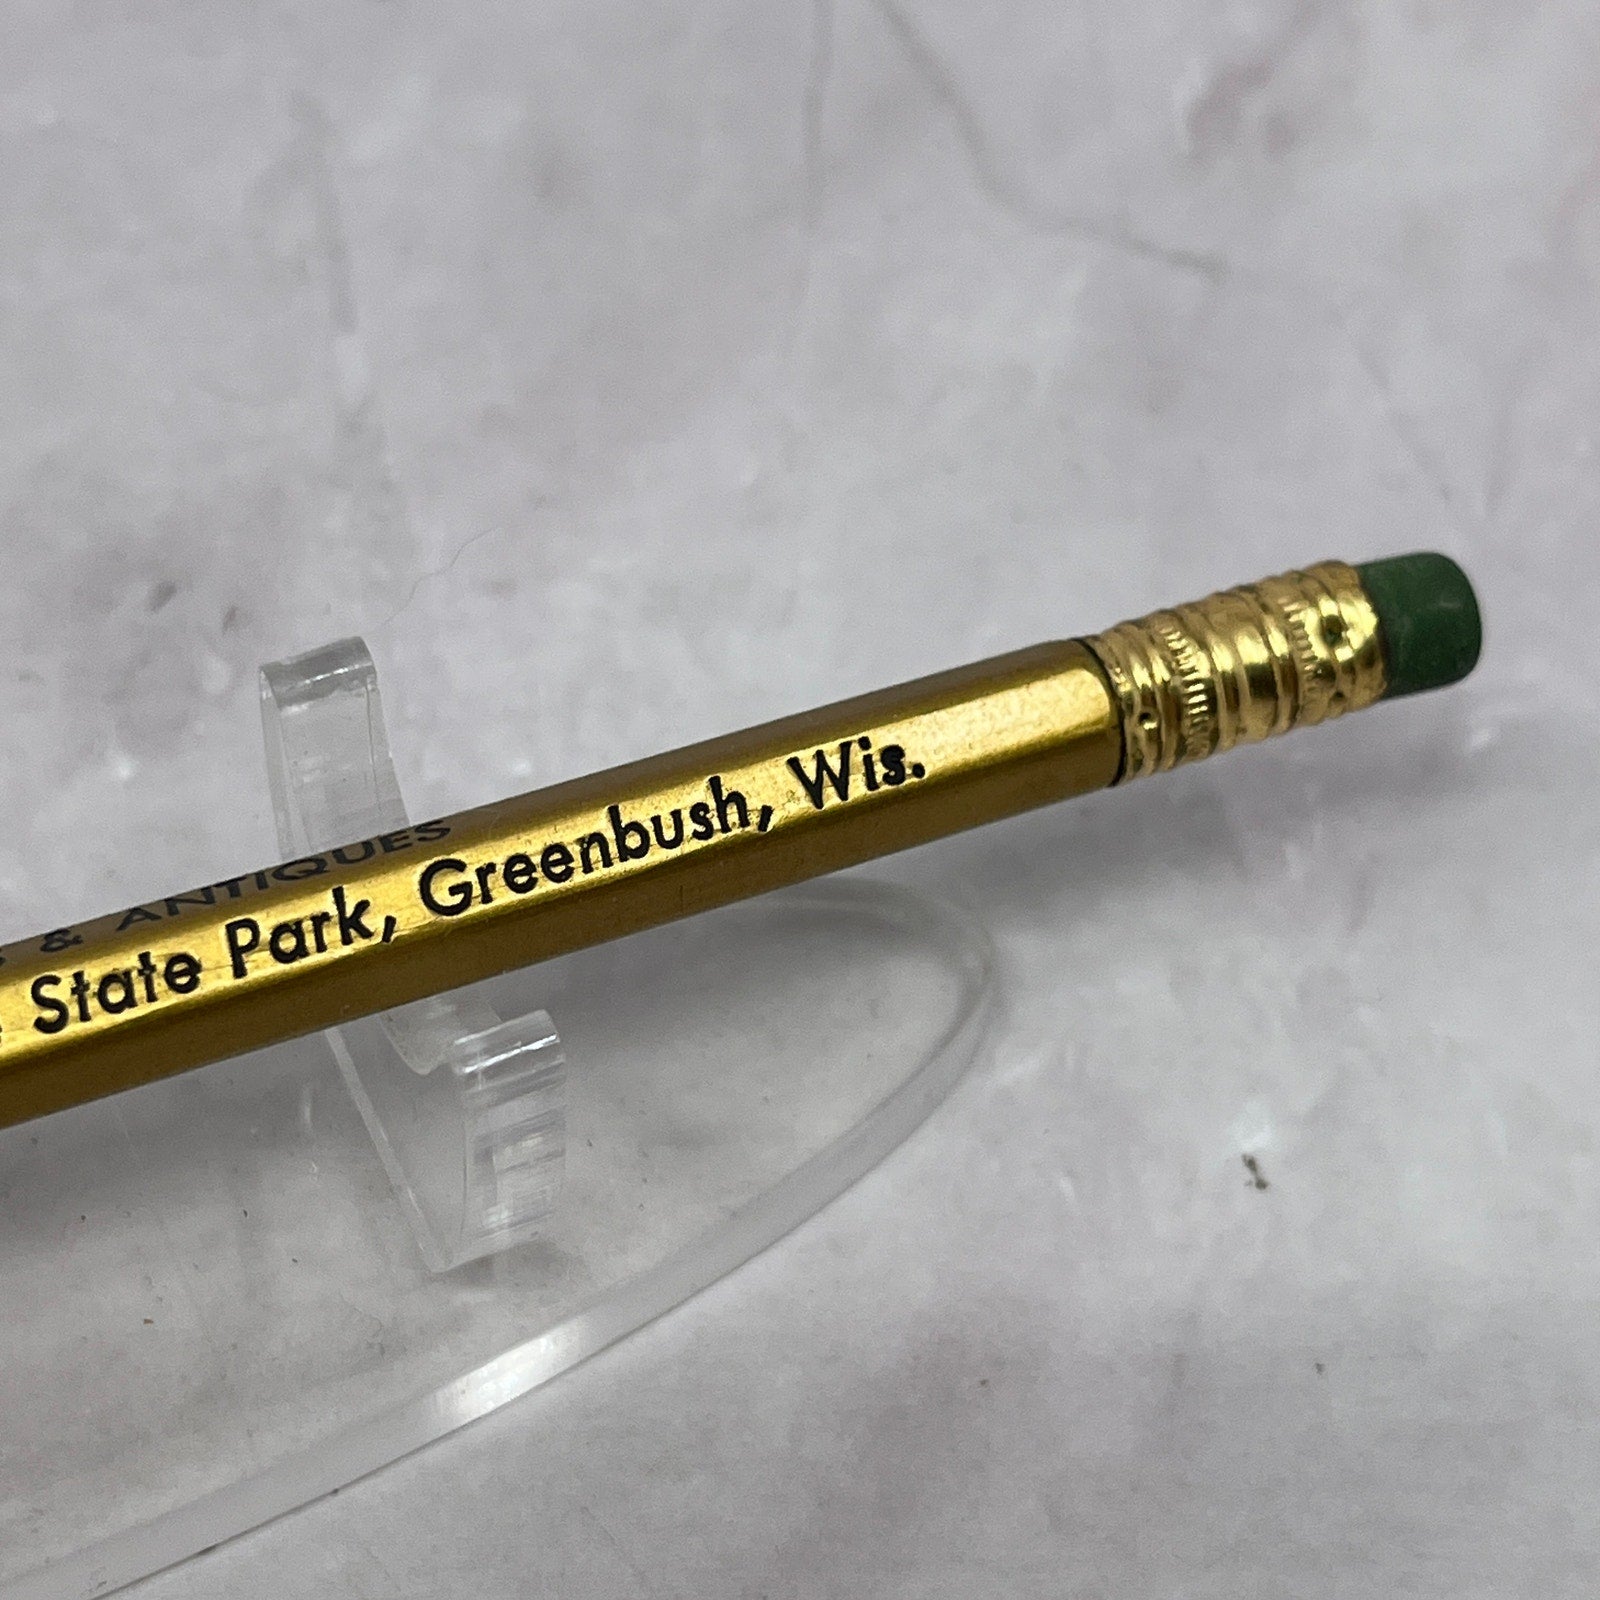 & ANTIQUES
State Park, Greenbush, Wis.